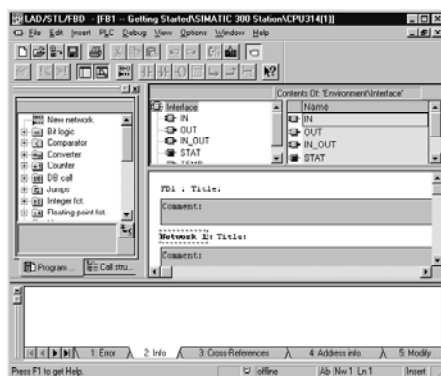 LAD/STL/FBD - [FB1 -- Getting Started\SIMATIC 300 Station\CPU314(1)]
File Edit Insert PLC Debug View Options Window Help
New network
Bit logic
Comparator
Converter
Counter
DB call
Jumps
Integer fct.
Floating point fct.
Program ...
Call stru...
Interface
IN
OUT
IN_OUT
STAT
TEMP
Contents Of: 'Environment\Interface'
Name
IN
OUT
IN_OUT
STAT
FB1 : Title:
Comment:
Network 1: Title:
Comment:
1: Error
2: Info
3: Cross-References
4: Address info.
5: Modify
Press F1 to get Help.
offline
Ab Nw 1 Ln 1
Insert